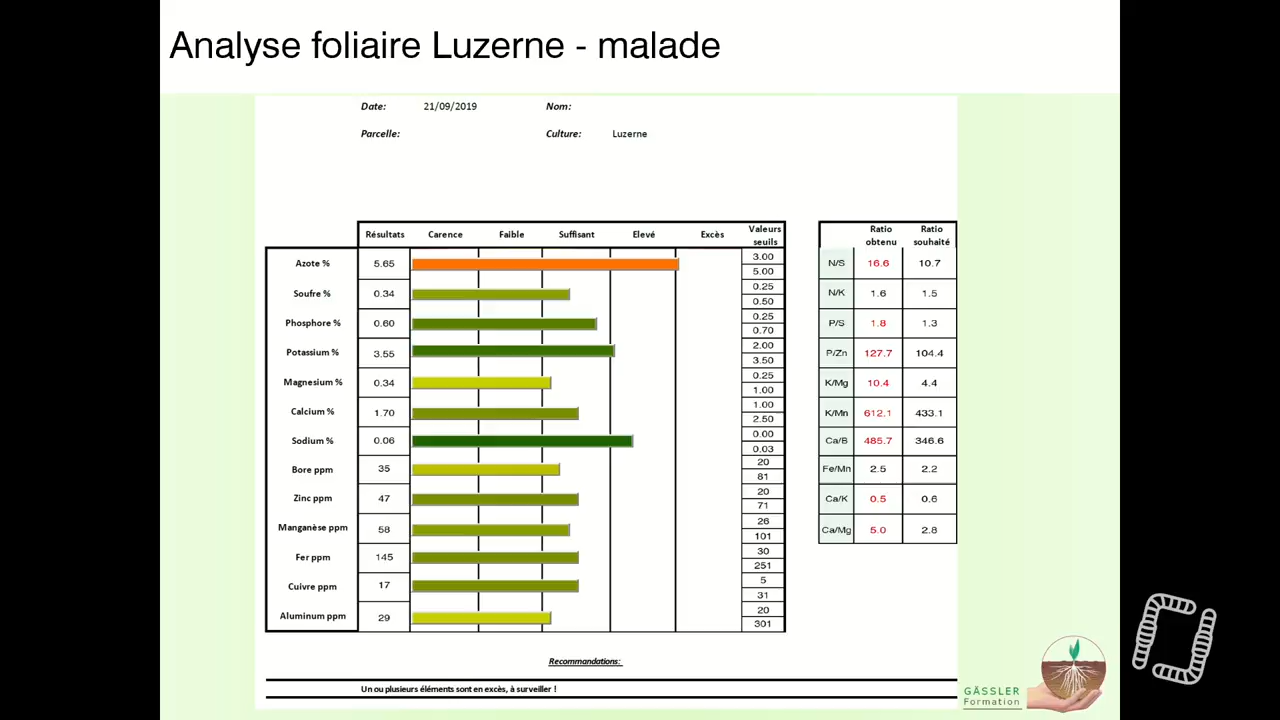 Analyse foliaire Luzerne - malade
Date: 21/09/2019 Nom:
Parcelle: Culture: Luzerne
Résultats Carence Faible Suffisant Elevé Excès Valeurs seuils
Azote % 5.65 3.00 5.00
Soufre % 0.34 0.25 0.50
Phosphore % 0.60 0.25 0.70
Potassium % 3.55 2.00 3.50
Magnesium % 0.34 0.25 1.00
Calcium % 1.70 1.00 2.50
Sodium % 0.06 0.00 0.03
Bore ppm 35 20 81
Zinc ppm 47 20 71
Manganèse ppm 58 26 101
Fer ppm 145 30 251
Cuivre ppm 17 5 31
Aluminum ppm 29 20 301
Ratio obtenu Ratio souhaité
N/S 16.6 10.7
N/K 1.6 1.5
P/S 1.8 1.3
P/Zn 127.7 104.4
K/Mg 10.4 4.4
K/Mn 612.1 433.1
Ca/B 485.7 346.6
Fe/Mn 2.5 2.2
Ca/K 0.5 0.6
Ca/Mg 5.0 2.8
Recommandations:
Un ou plusieurs éléments sont en excès, à surveiller !
GÄSSLER
Formation